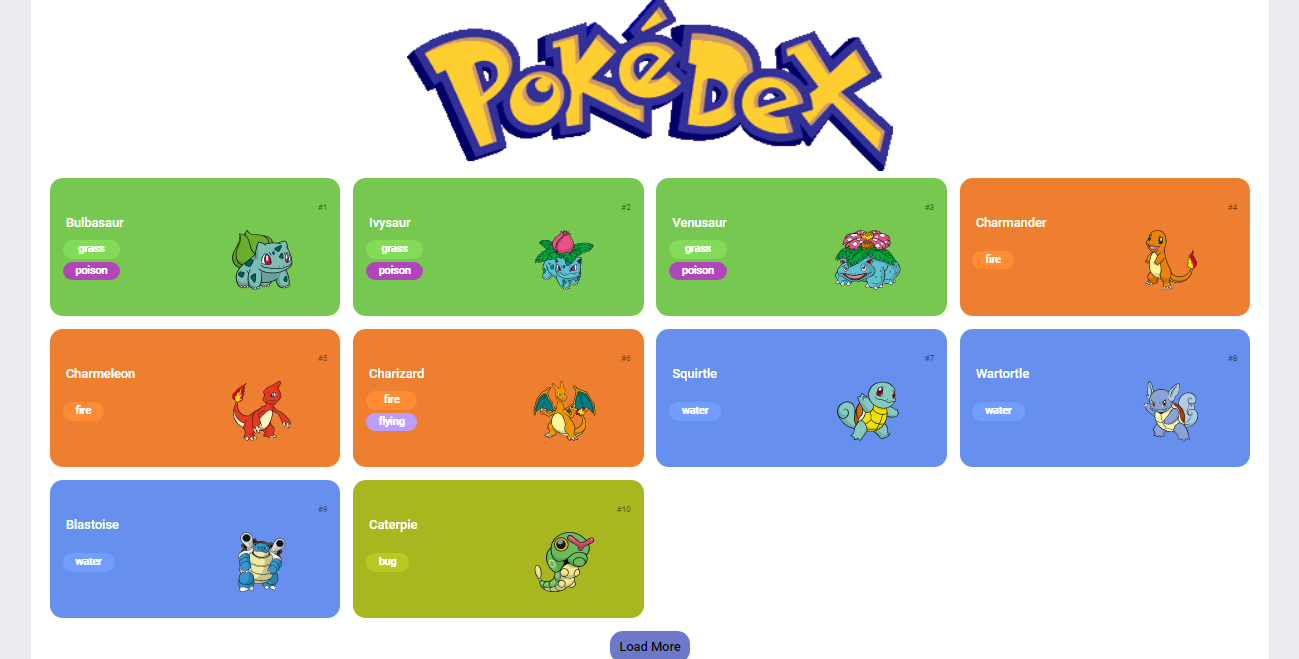 PokéDex
#1
Bulbasaur
grass
poison
#2
Ivysaur
grass
poison
#3
Venusaur
grass
poison
#4
Charmander
fire
#5
Charmeleon
fire
#6
Charizard
fire
flying
#7
Squirtle
water
#8
Wartortle
water
#9
Blastoise
water
#10
Caterpie
bug
Load More